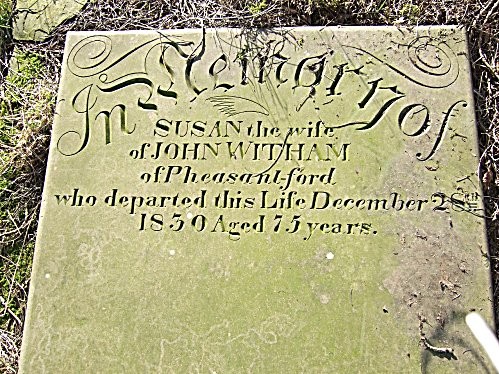 In Memory of
SUSAN the wife
of JOHN WITHAM
of Pheasant-ford
who departed this Life December 28th
1830 Aged 75 years.